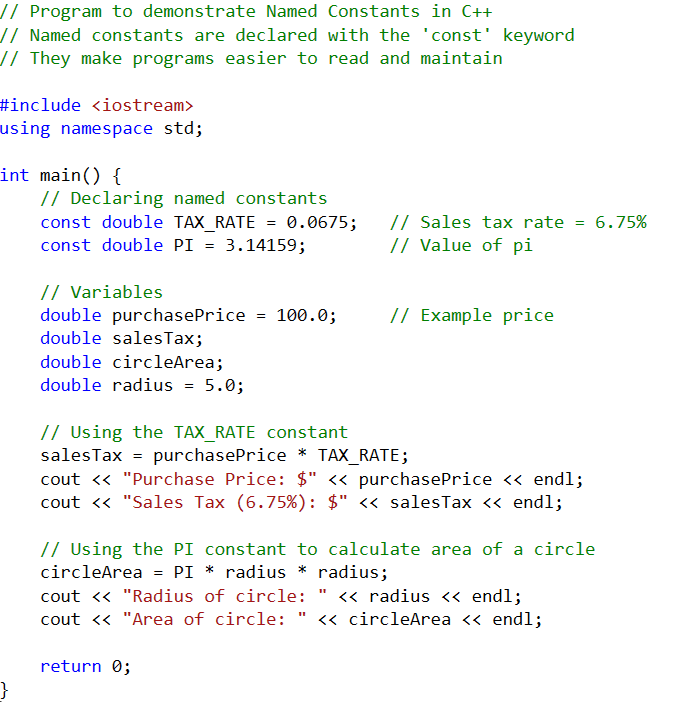 // Program to demonstrate Named Constants in C++
// Named constants are declared with the 'const' keyword
// They make programs easier to read and maintain

#include <iostream>
using namespace std;

int main() {
    // Declaring named constants
    const double TAX_RATE = 0.0675;   // Sales tax rate = 6.75%
    const double PI = 3.14159;        // Value of pi

    // Variables
    double purchasePrice = 100.0;     // Example price
    double salesTax;
    double circleArea;
    double radius = 5.0;

    // Using the TAX_RATE constant
    salesTax = purchasePrice * TAX_RATE;
    cout << "Purchase Price: $" << purchasePrice << endl;
    cout << "Sales Tax (6.75%): $" << salesTax << endl;

    // Using the PI constant to calculate area of a circle
    circleArea = PI * radius * radius;
    cout << "Radius of circle: " << radius << endl;
    cout << "Area of circle: " << circleArea << endl;

    return 0;
}